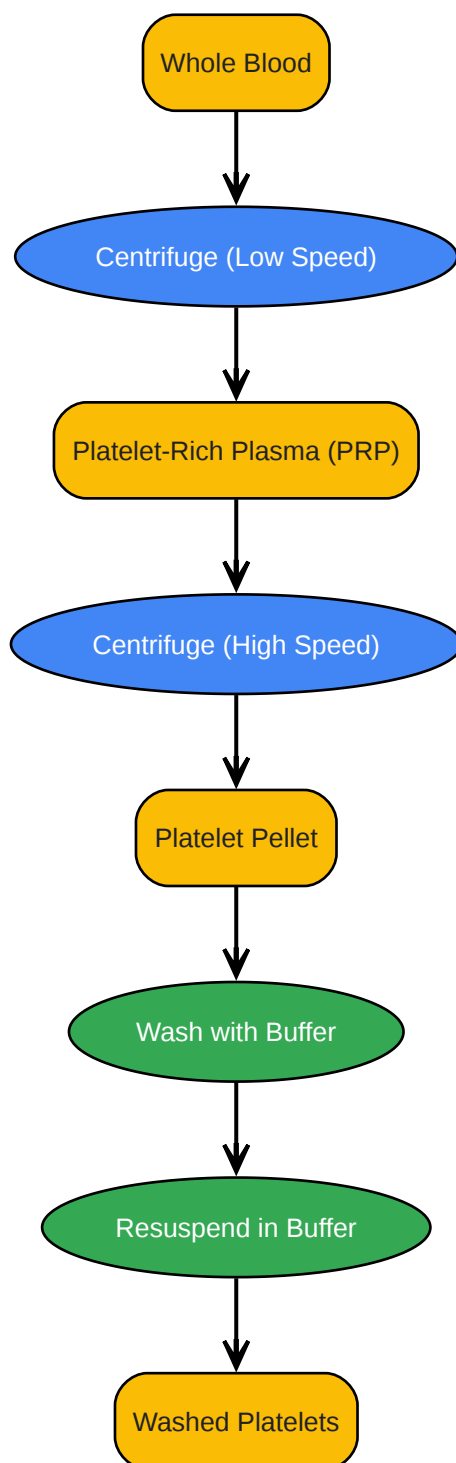 Whole Blood
Centrifuge (Low Speed)
Platelet-Rich Plasma (PRP)
Centrifuge (High Speed)
Platelet Pellet
Wash with Buffer
Resuspend in Buffer
Washed Platelets